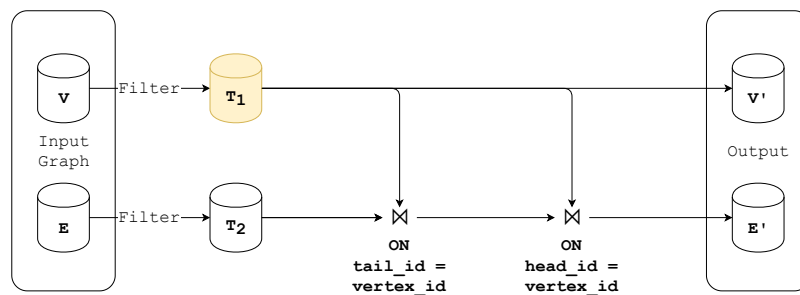 V
Filter
T1
V'
Input
Graph
Output
E
Filter
T2
⋈
⋈
E'
ON
tail_id =
vertex_id
ON
head_id =
vertex_id